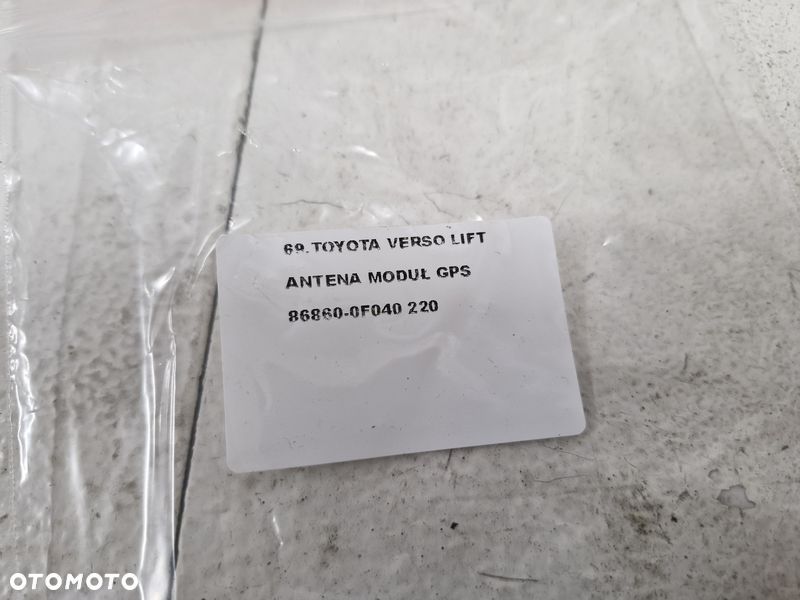 69.TOYOTA VERSO LIFT
ANTENA MODUŁ GPS
86860-0F040 220
OTOMOTO